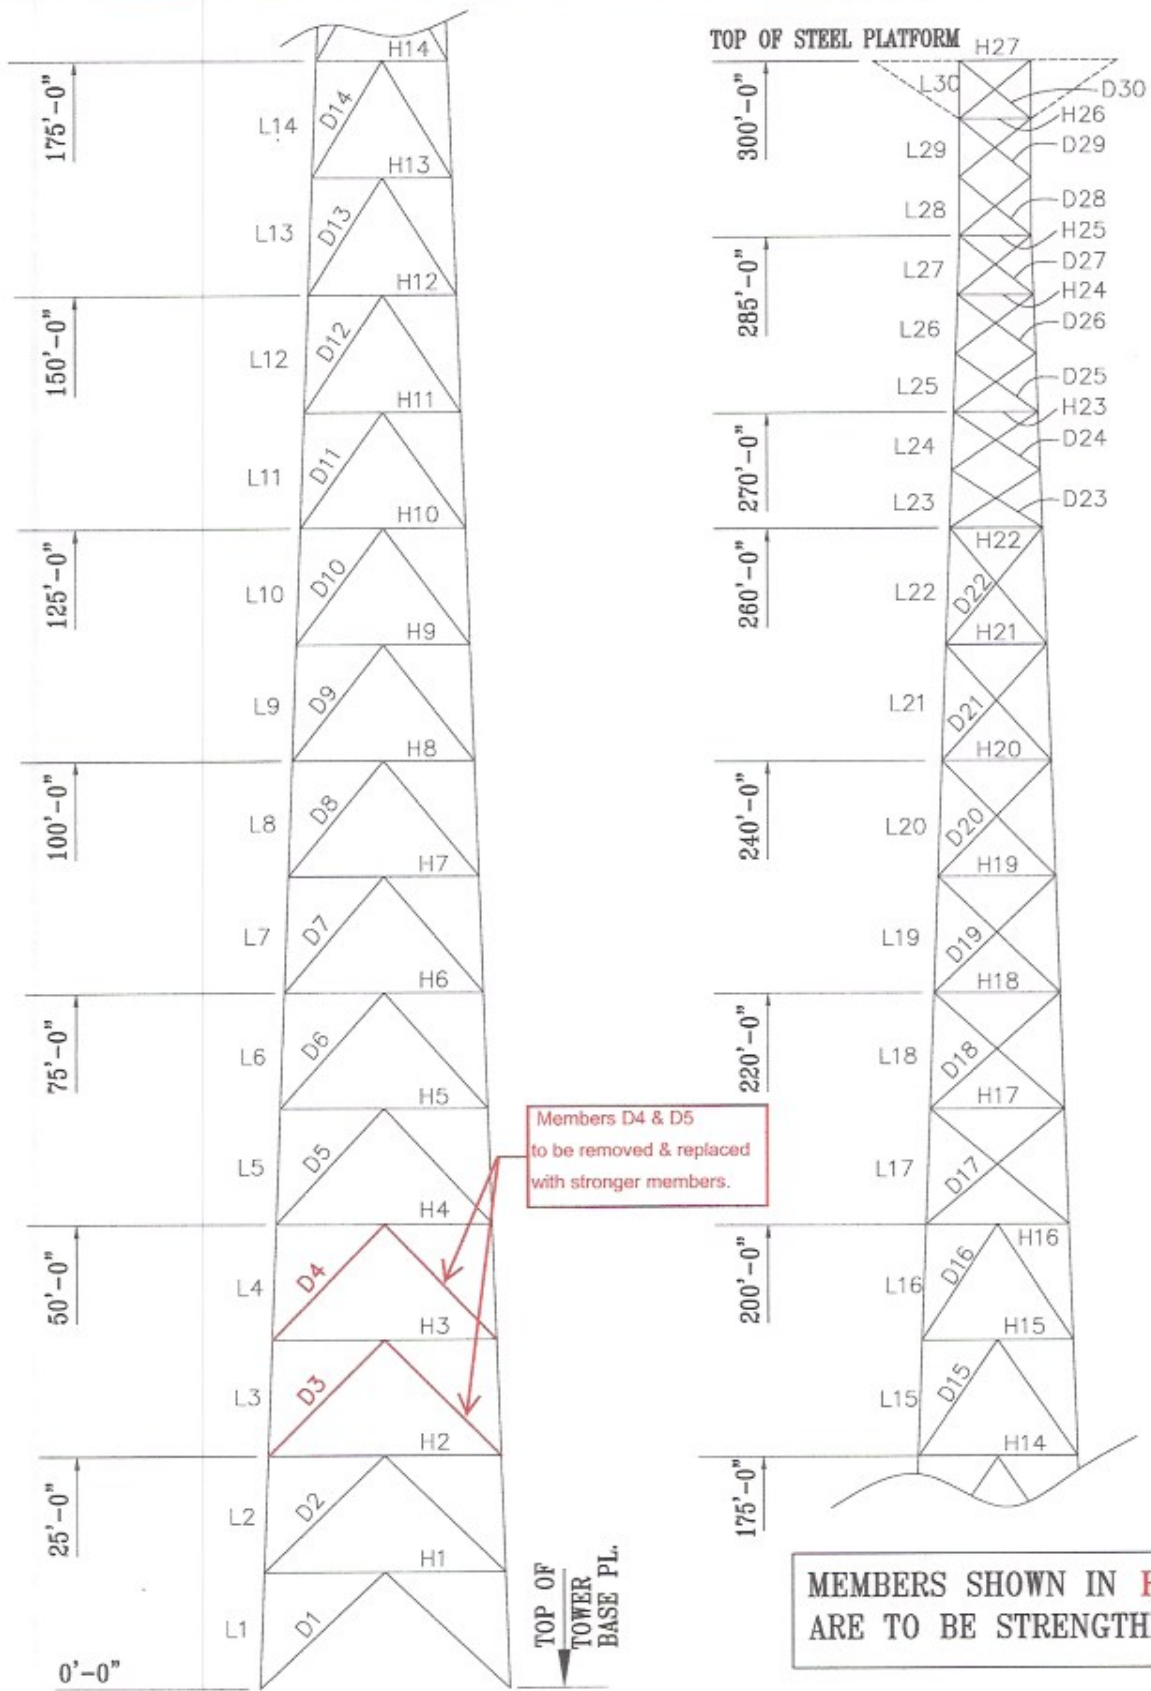 H14
175'-0"
L14
D14
H13
L13
D13
H12
150'-0"
L12
D12
H11
L11
D11
H10
125'-0"
L10
D10
H9
L9
D9
H8
100'-0"
L8
D8
H7
L7
D7
H6
75'-0"
L6
D6
H5
L5
D5
H4
50'-0"
L4
D4
H3
L3
D3
H2
25'-0"
L2
D2
H1
L1
D1
0'-0"
Members D4 & D5
to be removed & replaced
with stronger members.
TOP OF
TOWER
BASE PL.
TOP OF STEEL PLATFORM
H27
300'-0"
L30
D30
H26
L29
D29
L28
D28
H25
285'-0"
L27
D27
H24
L26
D26
L25
D25
H23
270'-0"
L24
D24
L23
D23
H22
260'-0"
L22
D22
H21
L21
D21
H20
240'-0"
L20
D20
H19
L19
D19
H18
220'-0"
L18
D18
H17
L17
D17
H16
200'-0"
L16
D16
H15
L15
D15
H14
175'-0"
MEMBERS SHOWN IN
ARE TO BE STRENGTH